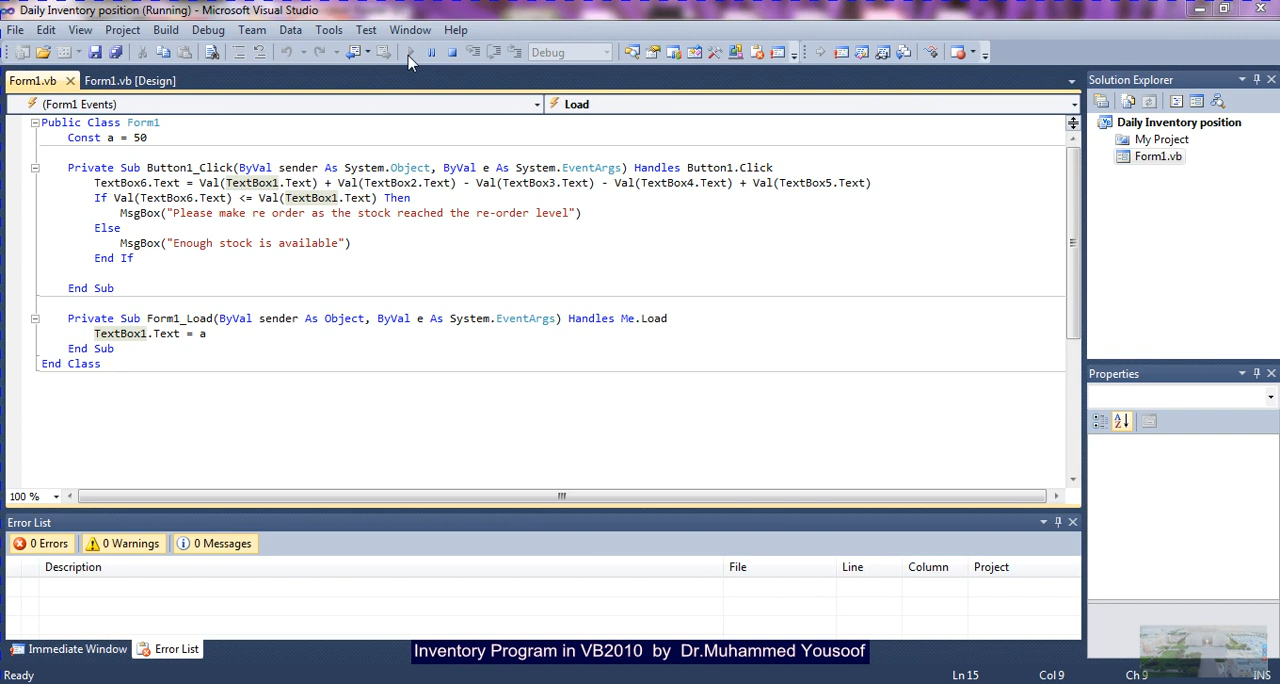 Daily Inventory position (Running) - Microsoft Visual Studio
File Edit View Project Build Debug Team Data Tools Test Window Help
Debug
Form1.vb Form1.vb [Design]
(Form1 Events) Load
Public Class Form1
Const a = 50
Private Sub Button1_Click(ByVal sender As System.Object, ByVal e As System.EventArgs) Handles Button1.Click
TextBox6.Text = Val(TextBox1.Text) + Val(TextBox2.Text) - Val(TextBox3.Text) - Val(TextBox4.Text) + Val(TextBox5.Text)
If Val(TextBox6.Text) <= Val(TextBox1.Text) Then
MsgBox("Please make re order as the stock reached the re-order level")
Else
MsgBox("Enough stock is available")
End If
End Sub
Private Sub Form1_Load(ByVal sender As Object, ByVal e As System.EventArgs) Handles Me.Load
TextBox1.Text = a
End Sub
End Class
100 %
Solution Explorer
Daily Inventory position
My Project
Form1.vb
Properties
Error List
0 Errors 0 Warnings 0 Messages
Description File Line Column Project
Immediate Window Error List
Inventory Program in VB2010 by Dr.Muhammed Yousoof
Ready Ln 15 Col 9 Ch 9 INS